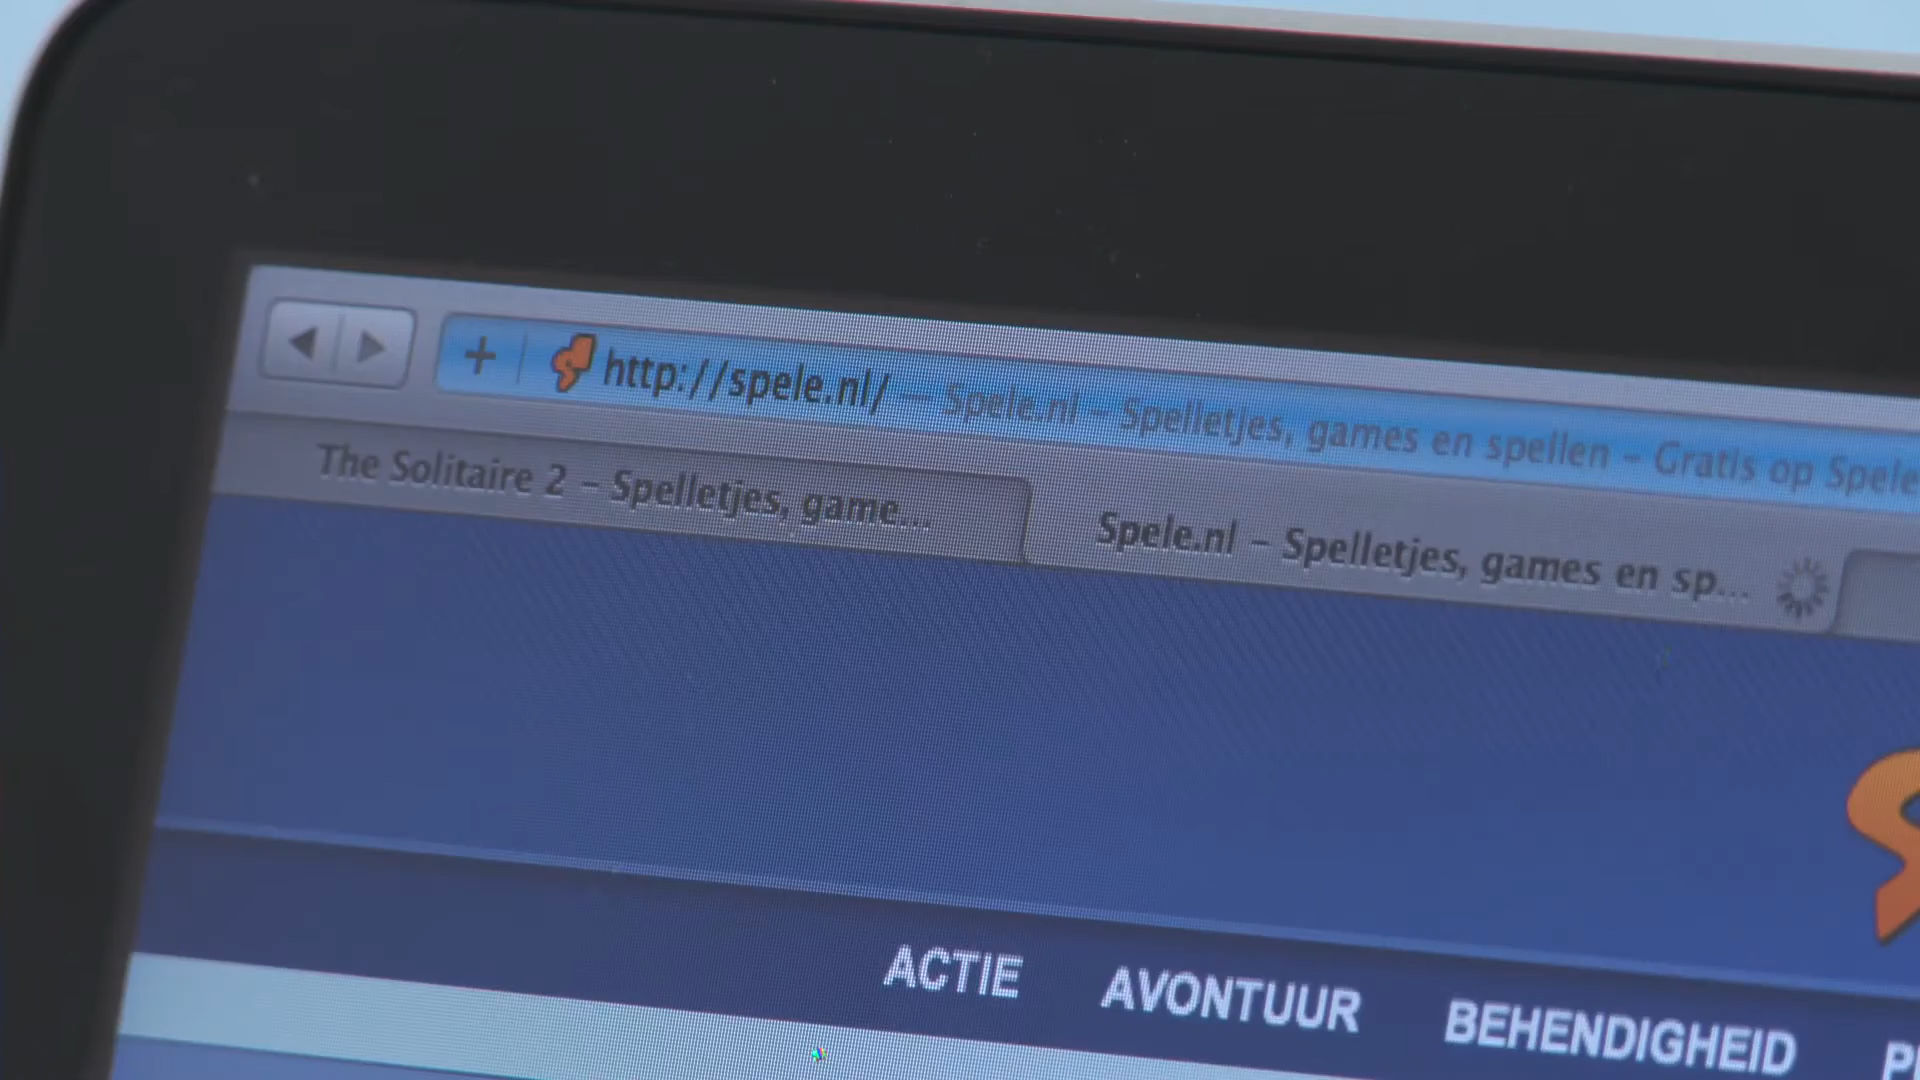 http://spele.nl/ — Spele.nl – Spelletjes, games en spellen – Gratis op Spele
The Solitaire 2 – Spelletjes, game...
Spele.nl – Spelletjes, games en sp...
ACTIE AVONTUUR BEHENDIGHEID